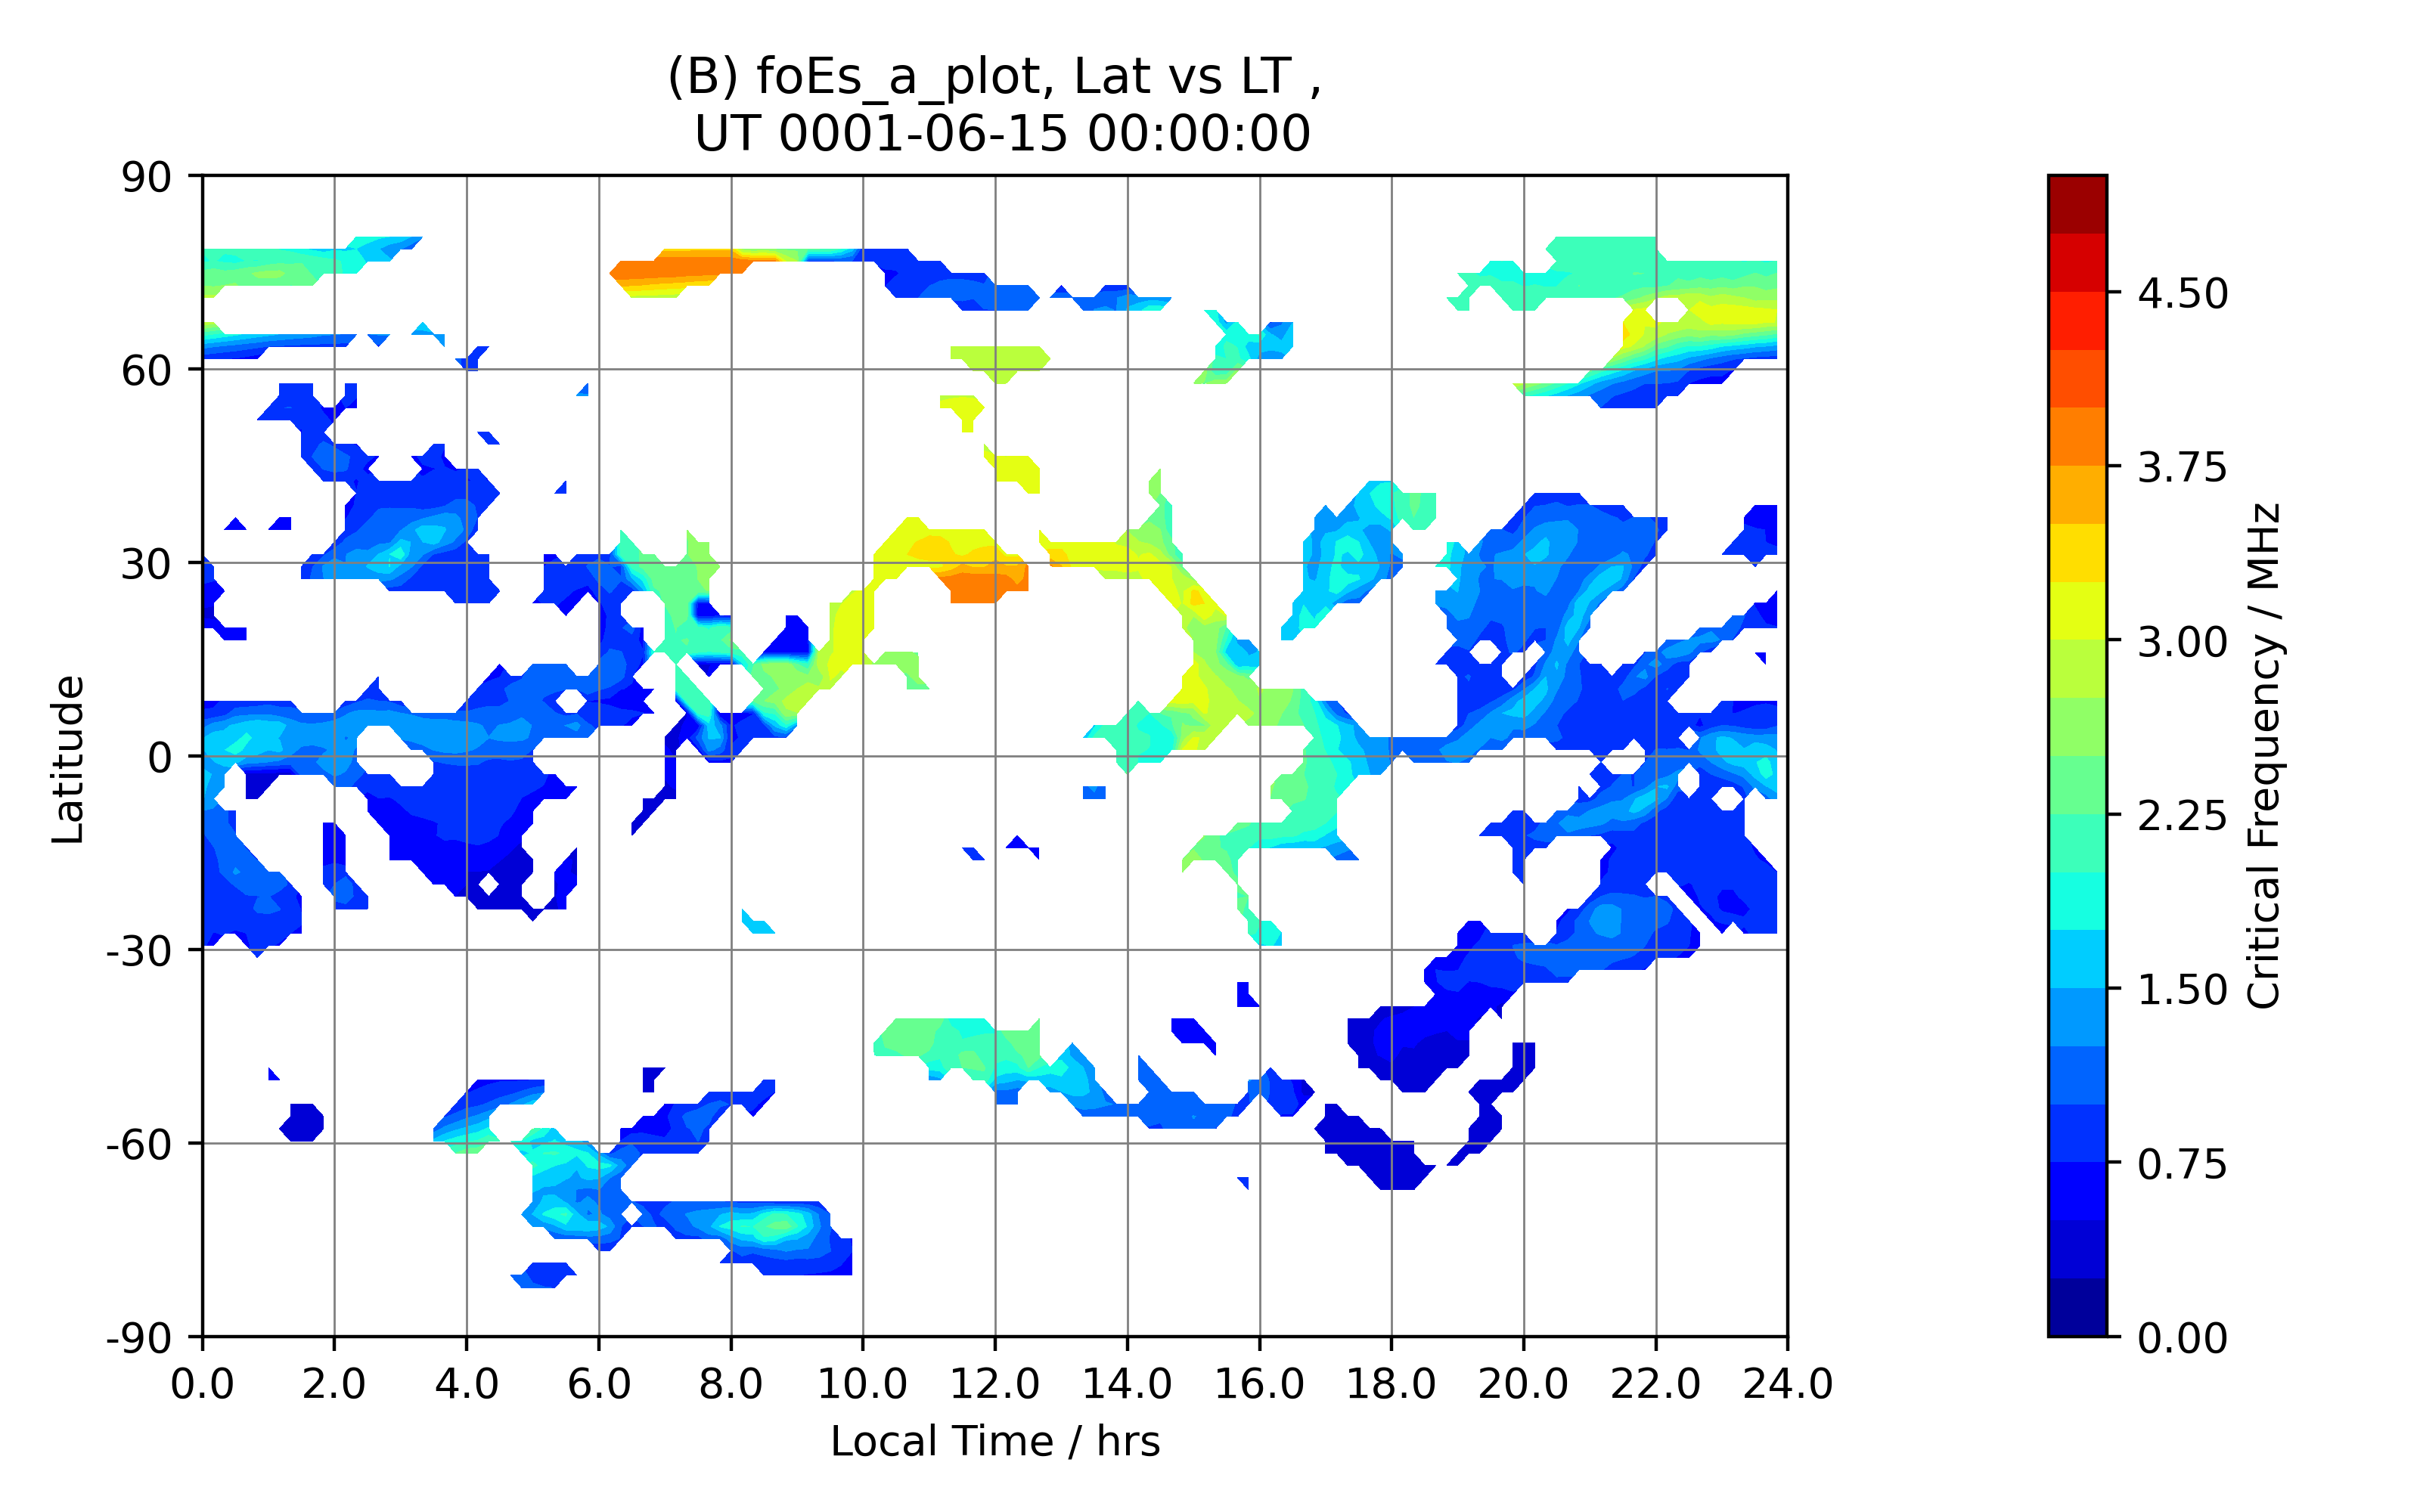 (B) foEs_a_plot, Lat vs LT ,
UT 0001-06-15 00:00:00
90
60
30
0
-30
-60
-90
Latitude
0.0 2.0 4.0 6.0 8.0 10.0 12.0 14.0 16.0 18.0 20.0 22.0 24.0
Local Time / hrs
4.50
3.75
3.00
2.25
1.50
0.75
0.00
Critical Frequency / MHz